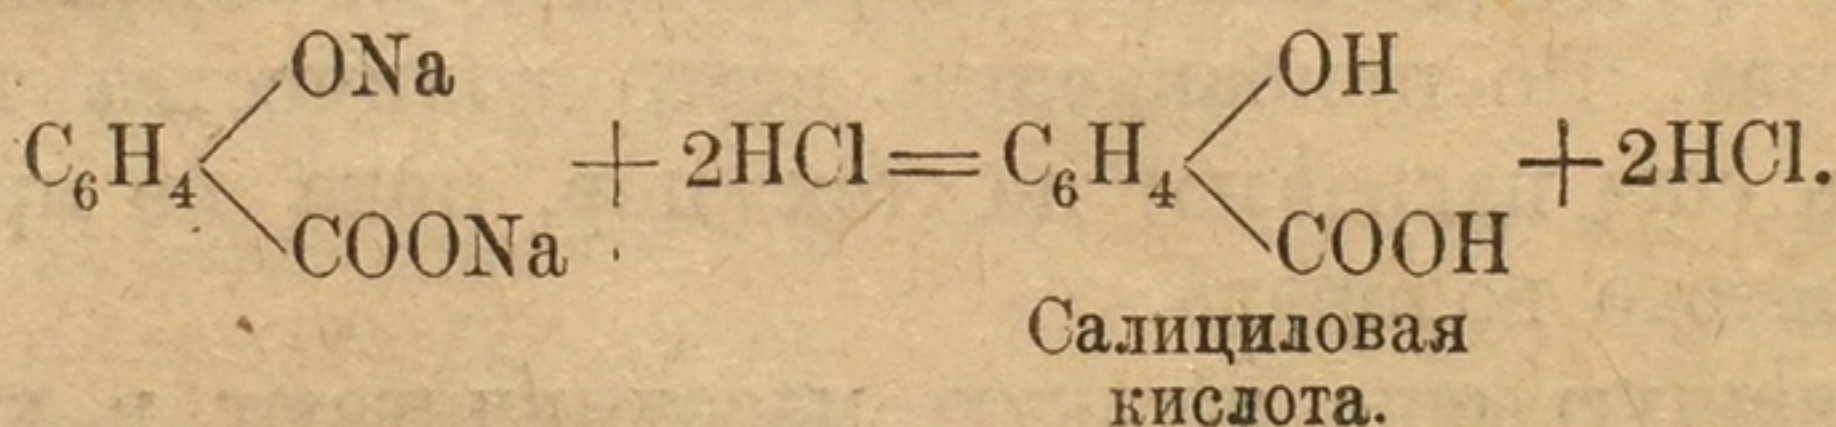 ONa OH
C₆H₄ + 2HCl = C₆H₄ + 2HCl.
COONa COOH
Салициловая
кислота.